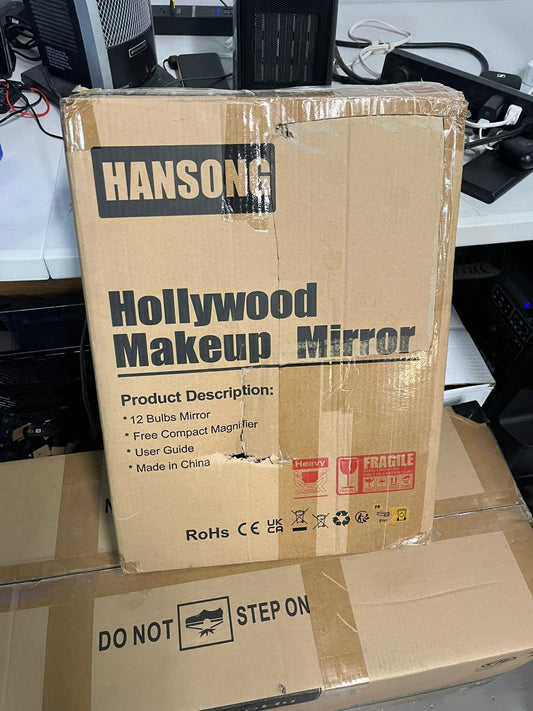 HANSONG
Hollywood
Makeup Mirror
Product Description:
* 12 Bulbs Mirror
* Free Compact Magnifier
* User Guide
* Made in China
Heavy
FRAGILE
RoHs CE UK
CA
FR
DO NOT STEP ON